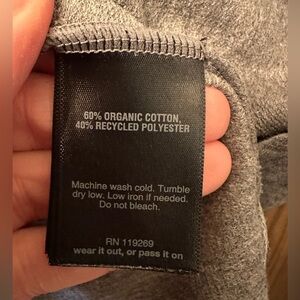 60% ORGANIC COTTON,
40% RECYCLED POLYESTER
Machine wash cold. Tumble
dry low. Low iron if needed.
Do not bleach.
RN 119269
wear it out, or pass it on